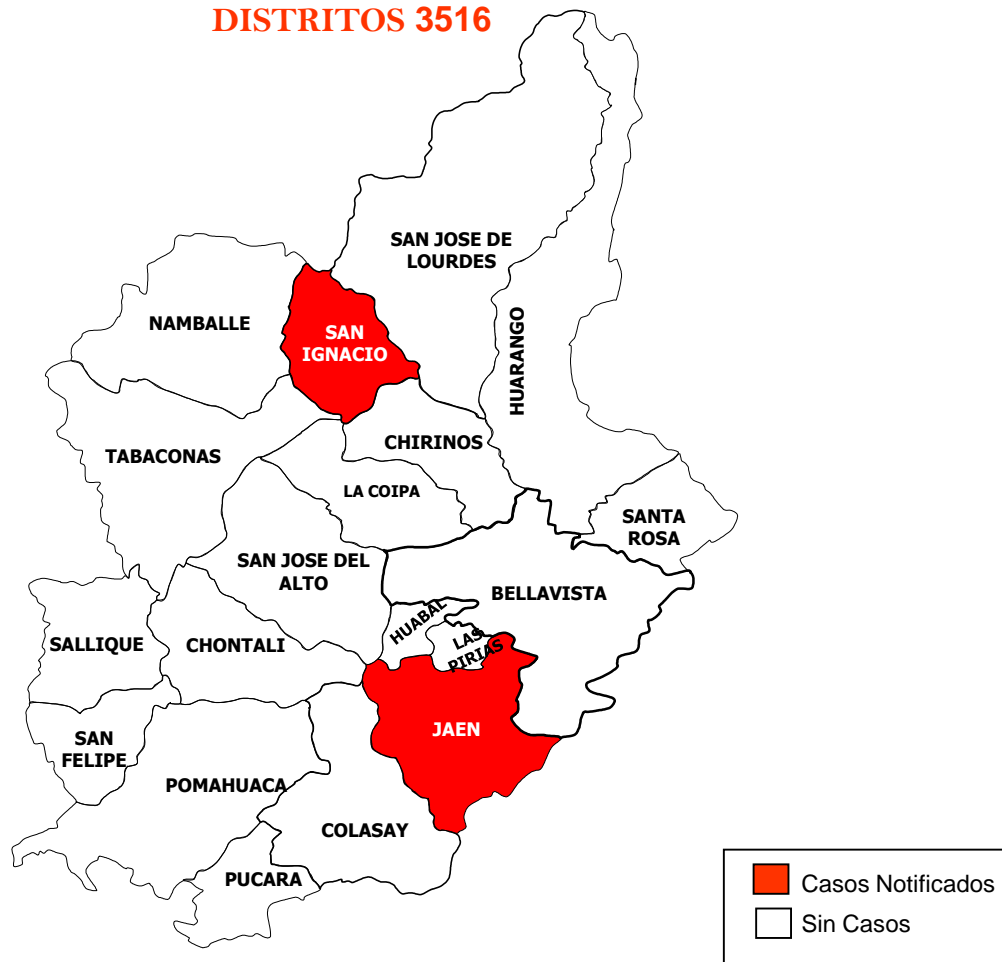 DISTRITOS 3516
SAN JOSE DE
LOURDES
NAMBALLE
SAN
IGNACIO
HUARANGO
CHIRINOS
TABACONAS
LA COIPA
SANTA
ROSA
SAN JOSE DEL
ALTO
BELLAVISTA
HUABAL
LAS
PIRIAS
SALLIQUE
CHONTALI
JAEN
SAN
FELIPE
POMAHUACA
COLASAY
PUCARA
Casos Notificados
Sin Casos